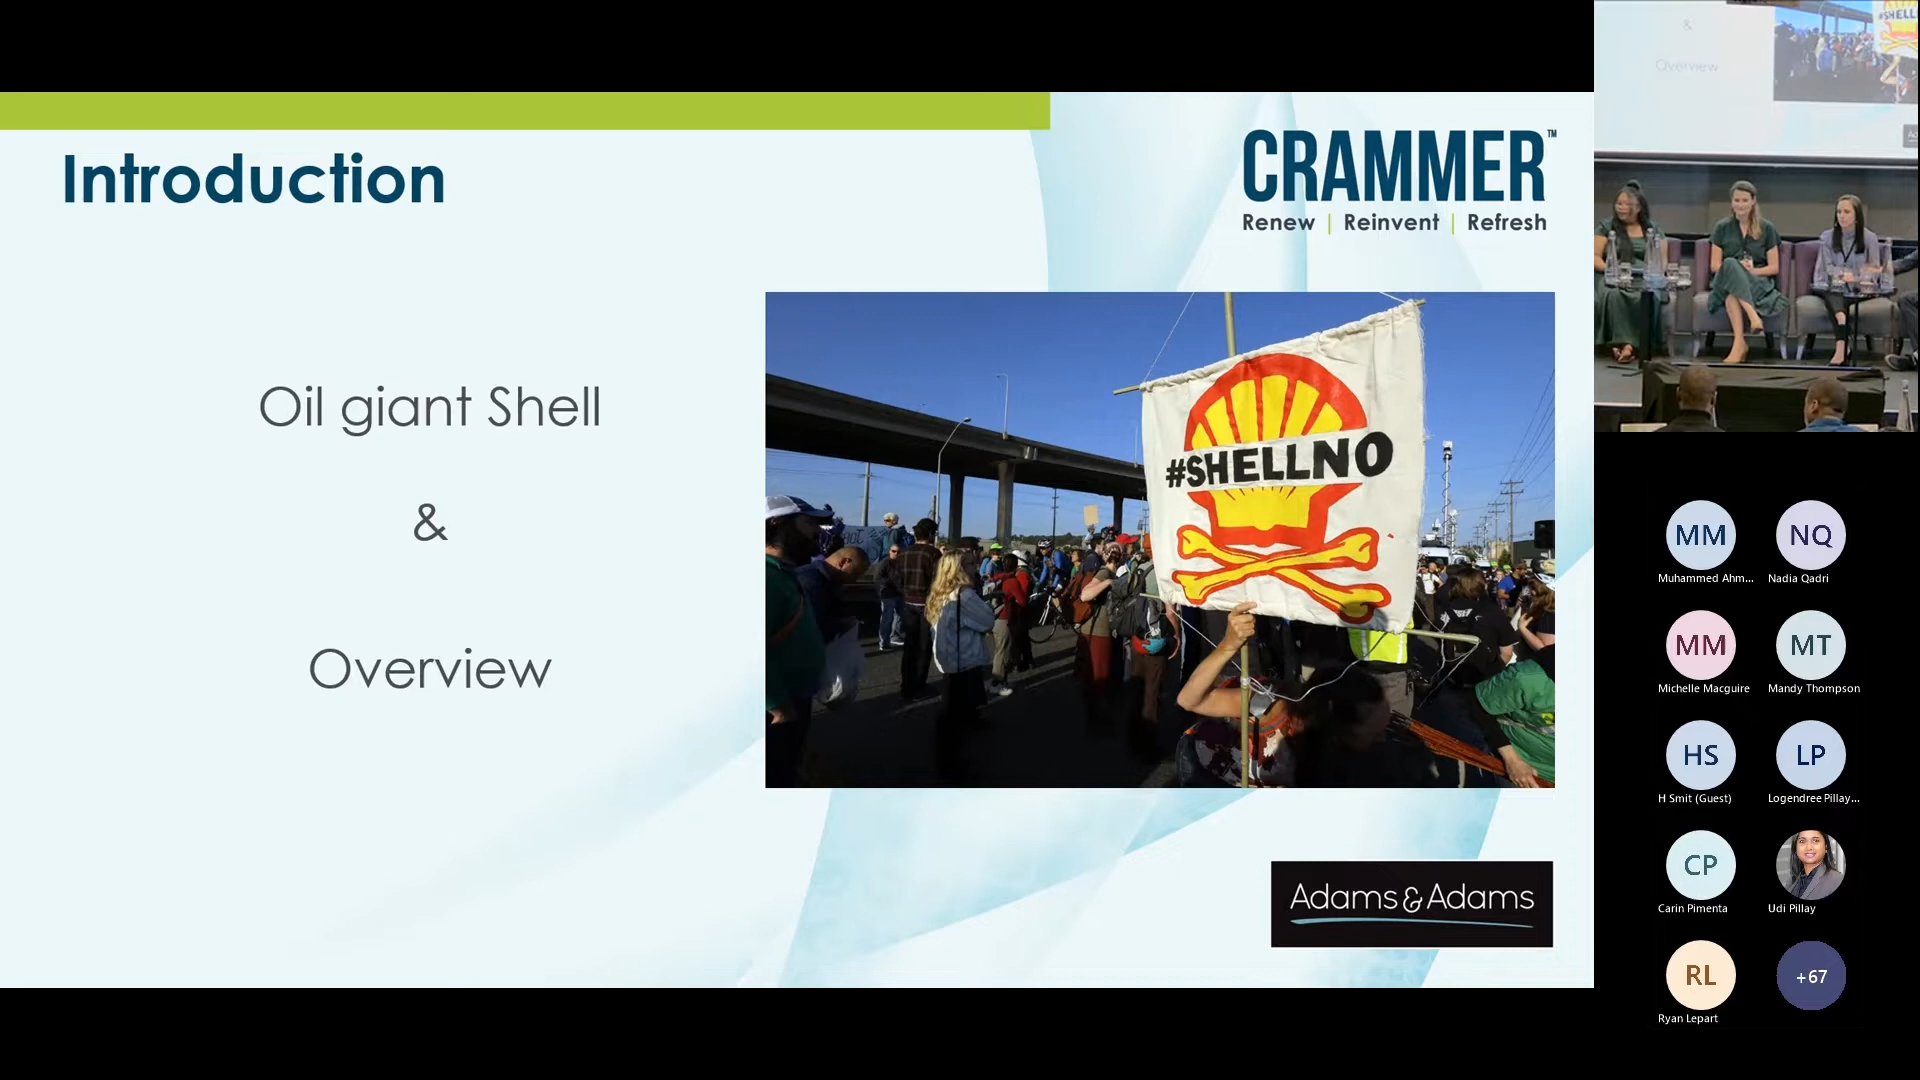 Introduction
CRAMMER™
Renew | Reinvent | Refresh
Oil giant Shell
&
Overview
#SHELLNO
Adams & Adams
&
Overview
#SHELL
MM
Muhammed Ahm...
NQ
Nadia Qadri
MM
Michelle Macguire
MT
Mandy Thompson
HS
H Smit (Guest)
LP
Logendree Pillay...
CP
Carin Pimenta
Udi Pillay
RL
Ryan Lepart
+67